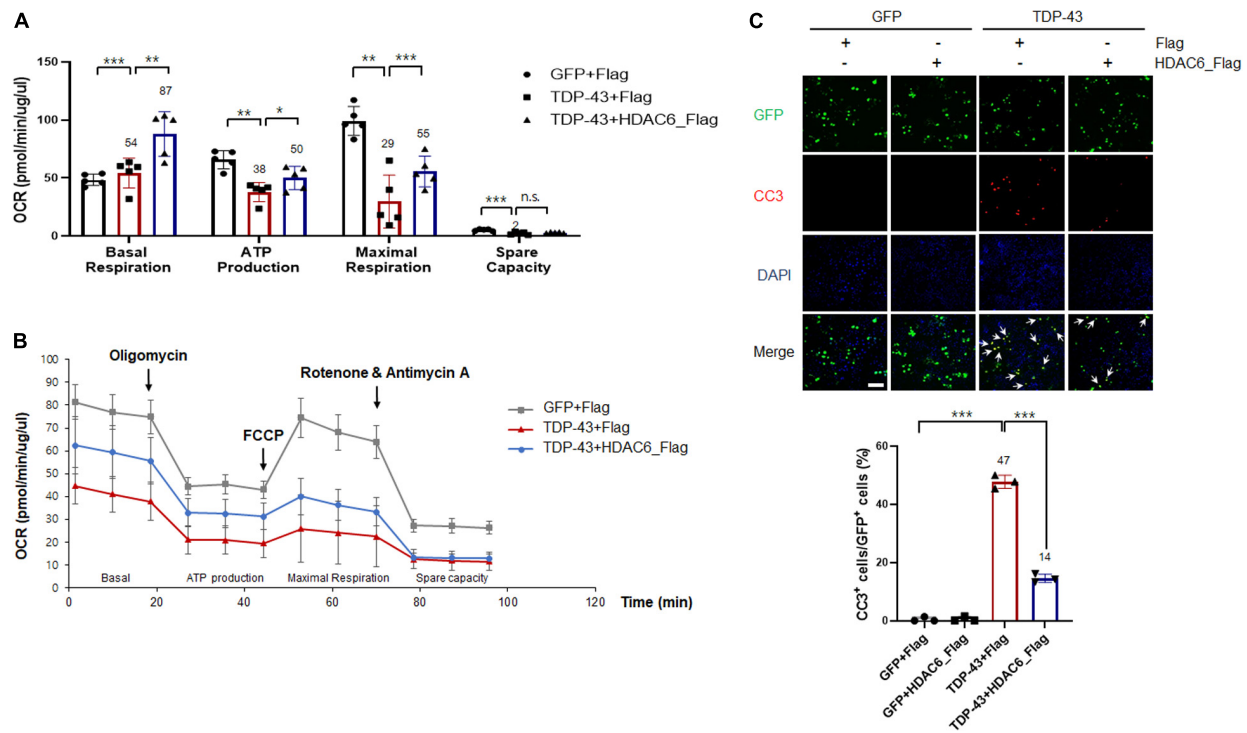 A
150
100
50
0
OCR (pmol/min/ug/ul)
*** ** ** * ** *** *** n.s.
54 87 38 50 29 55 2
GFP+Flag
TDP-43+Flag
TDP-43+HDAC6_Flag
Basal Respiration
ATP Production
Maximal Respiration
Spare Capacity
B
100
90
80
70
60
50
40
30
20
10
0
OCR (pmol/min/ug/ul)
Oligomycin
FCCP
Rotenone & Antimycin A
GFP+Flag
TDP-43+Flag
TDP-43+HDAC6_Flag
Basal ATP production Maximal Respiration Spare capacity
0 20 40 60 80 100 120
Time (min)
C
GFP TDP-43
+ - + - Flag
- + - + HDAC6_Flag
GFP
CC3
DAPI
Merge
*** ***
60
40
20
0
CC3+ cells/GFP+ cells (%)
47
14
GFP+Flag
GFP+HDAC6_Flag
TDP-43+Flag
TDP-43+HDAC6_Flag